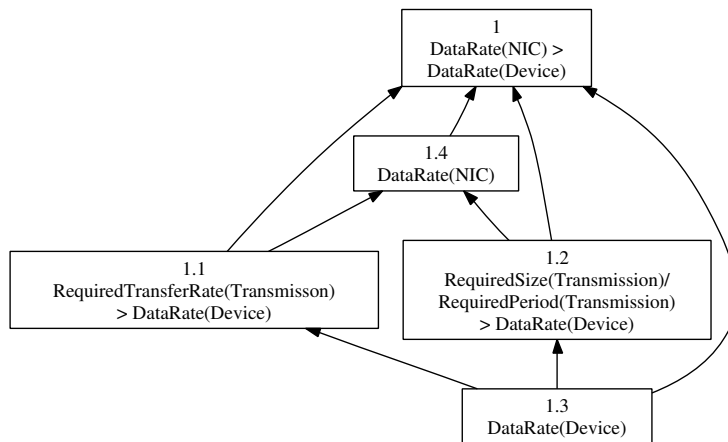 1
DataRate(NIC) >
DataRate(Device)
1.4
DataRate(NIC)
1.1
RequiredTransferRate(Transmisson)
> DataRate(Device)
1.2
RequiredSize(Transmission)/
RequiredPeriod(Transmission)
> DataRate(Device)
1.3
DataRate(Device)